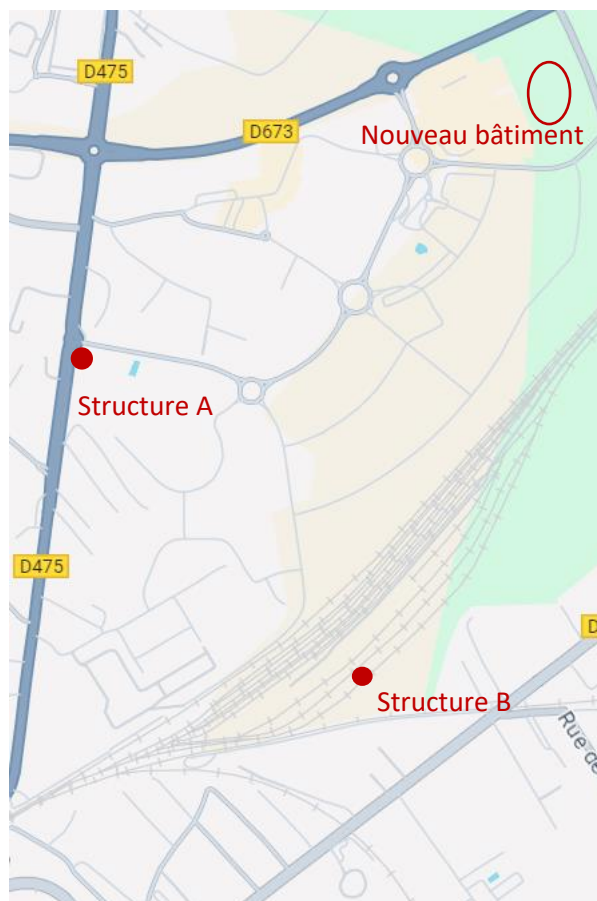 D475
D673
Nouveau bâtiment
Structure A
D475
D
Structure B
Rue de